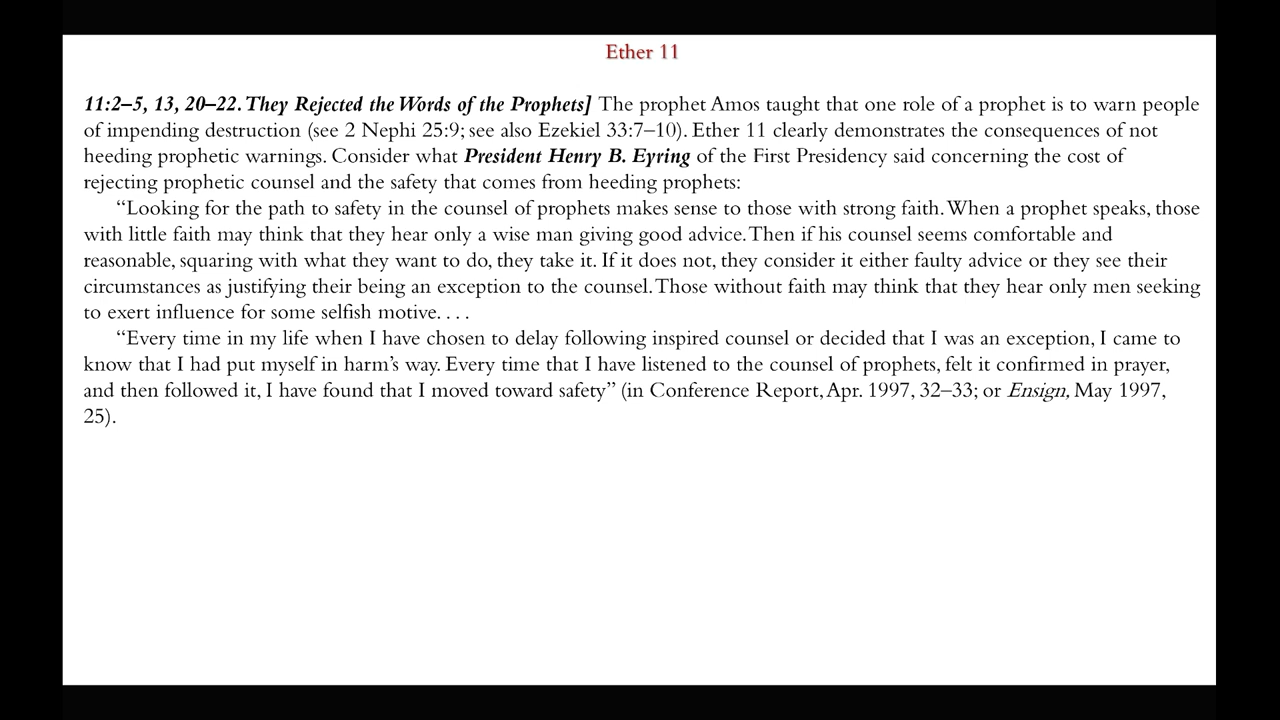 Ether 11
11:2–5, 13, 20–22. They Rejected the Words of the Prophets] The prophet Amos taught that one role of a prophet is to warn people
of impending destruction (see 2 Nephi 25:9; see also Ezekiel 33:7–10). Ether 11 clearly demonstrates the consequences of not
heeding prophetic warnings. Consider what President Henry B. Eyring of the First Presidency said concerning the cost of
rejecting prophetic counsel and the safety that comes from heeding prophets:
“Looking for the path to safety in the counsel of prophets makes sense to those with strong faith. When a prophet speaks, those
with little faith may think that they hear only a wise man giving good advice. Then if his counsel seems comfortable and
reasonable, squaring with what they want to do, they take it. If it does not, they consider it either faulty advice or they see their
circumstances as justifying their being an exception to the counsel. Those without faith may think that they hear only men seeking
to exert influence for some selfish motive. . . .
“Every time in my life when I have chosen to delay following inspired counsel or decided that I was an exception, I came to
know that I had put myself in harm’s way. Every time that I have listened to the counsel of prophets, felt it confirmed in prayer,
and then followed it, I have found that I moved toward safety” (in Conference Report, Apr. 1997, 32–33; or Ensign, May 1997,
25).